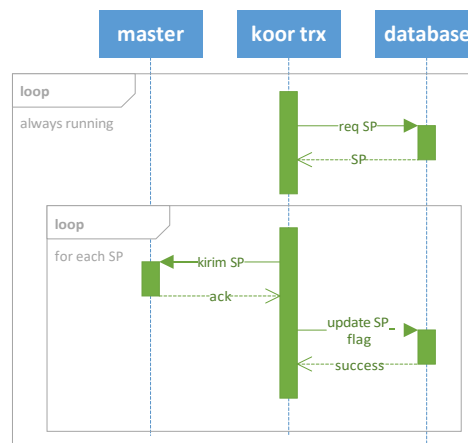 master
koor trx
database
loop
always running
req SP
SP
loop
for each SP
kirim SP
ack
update SP_
flag
success